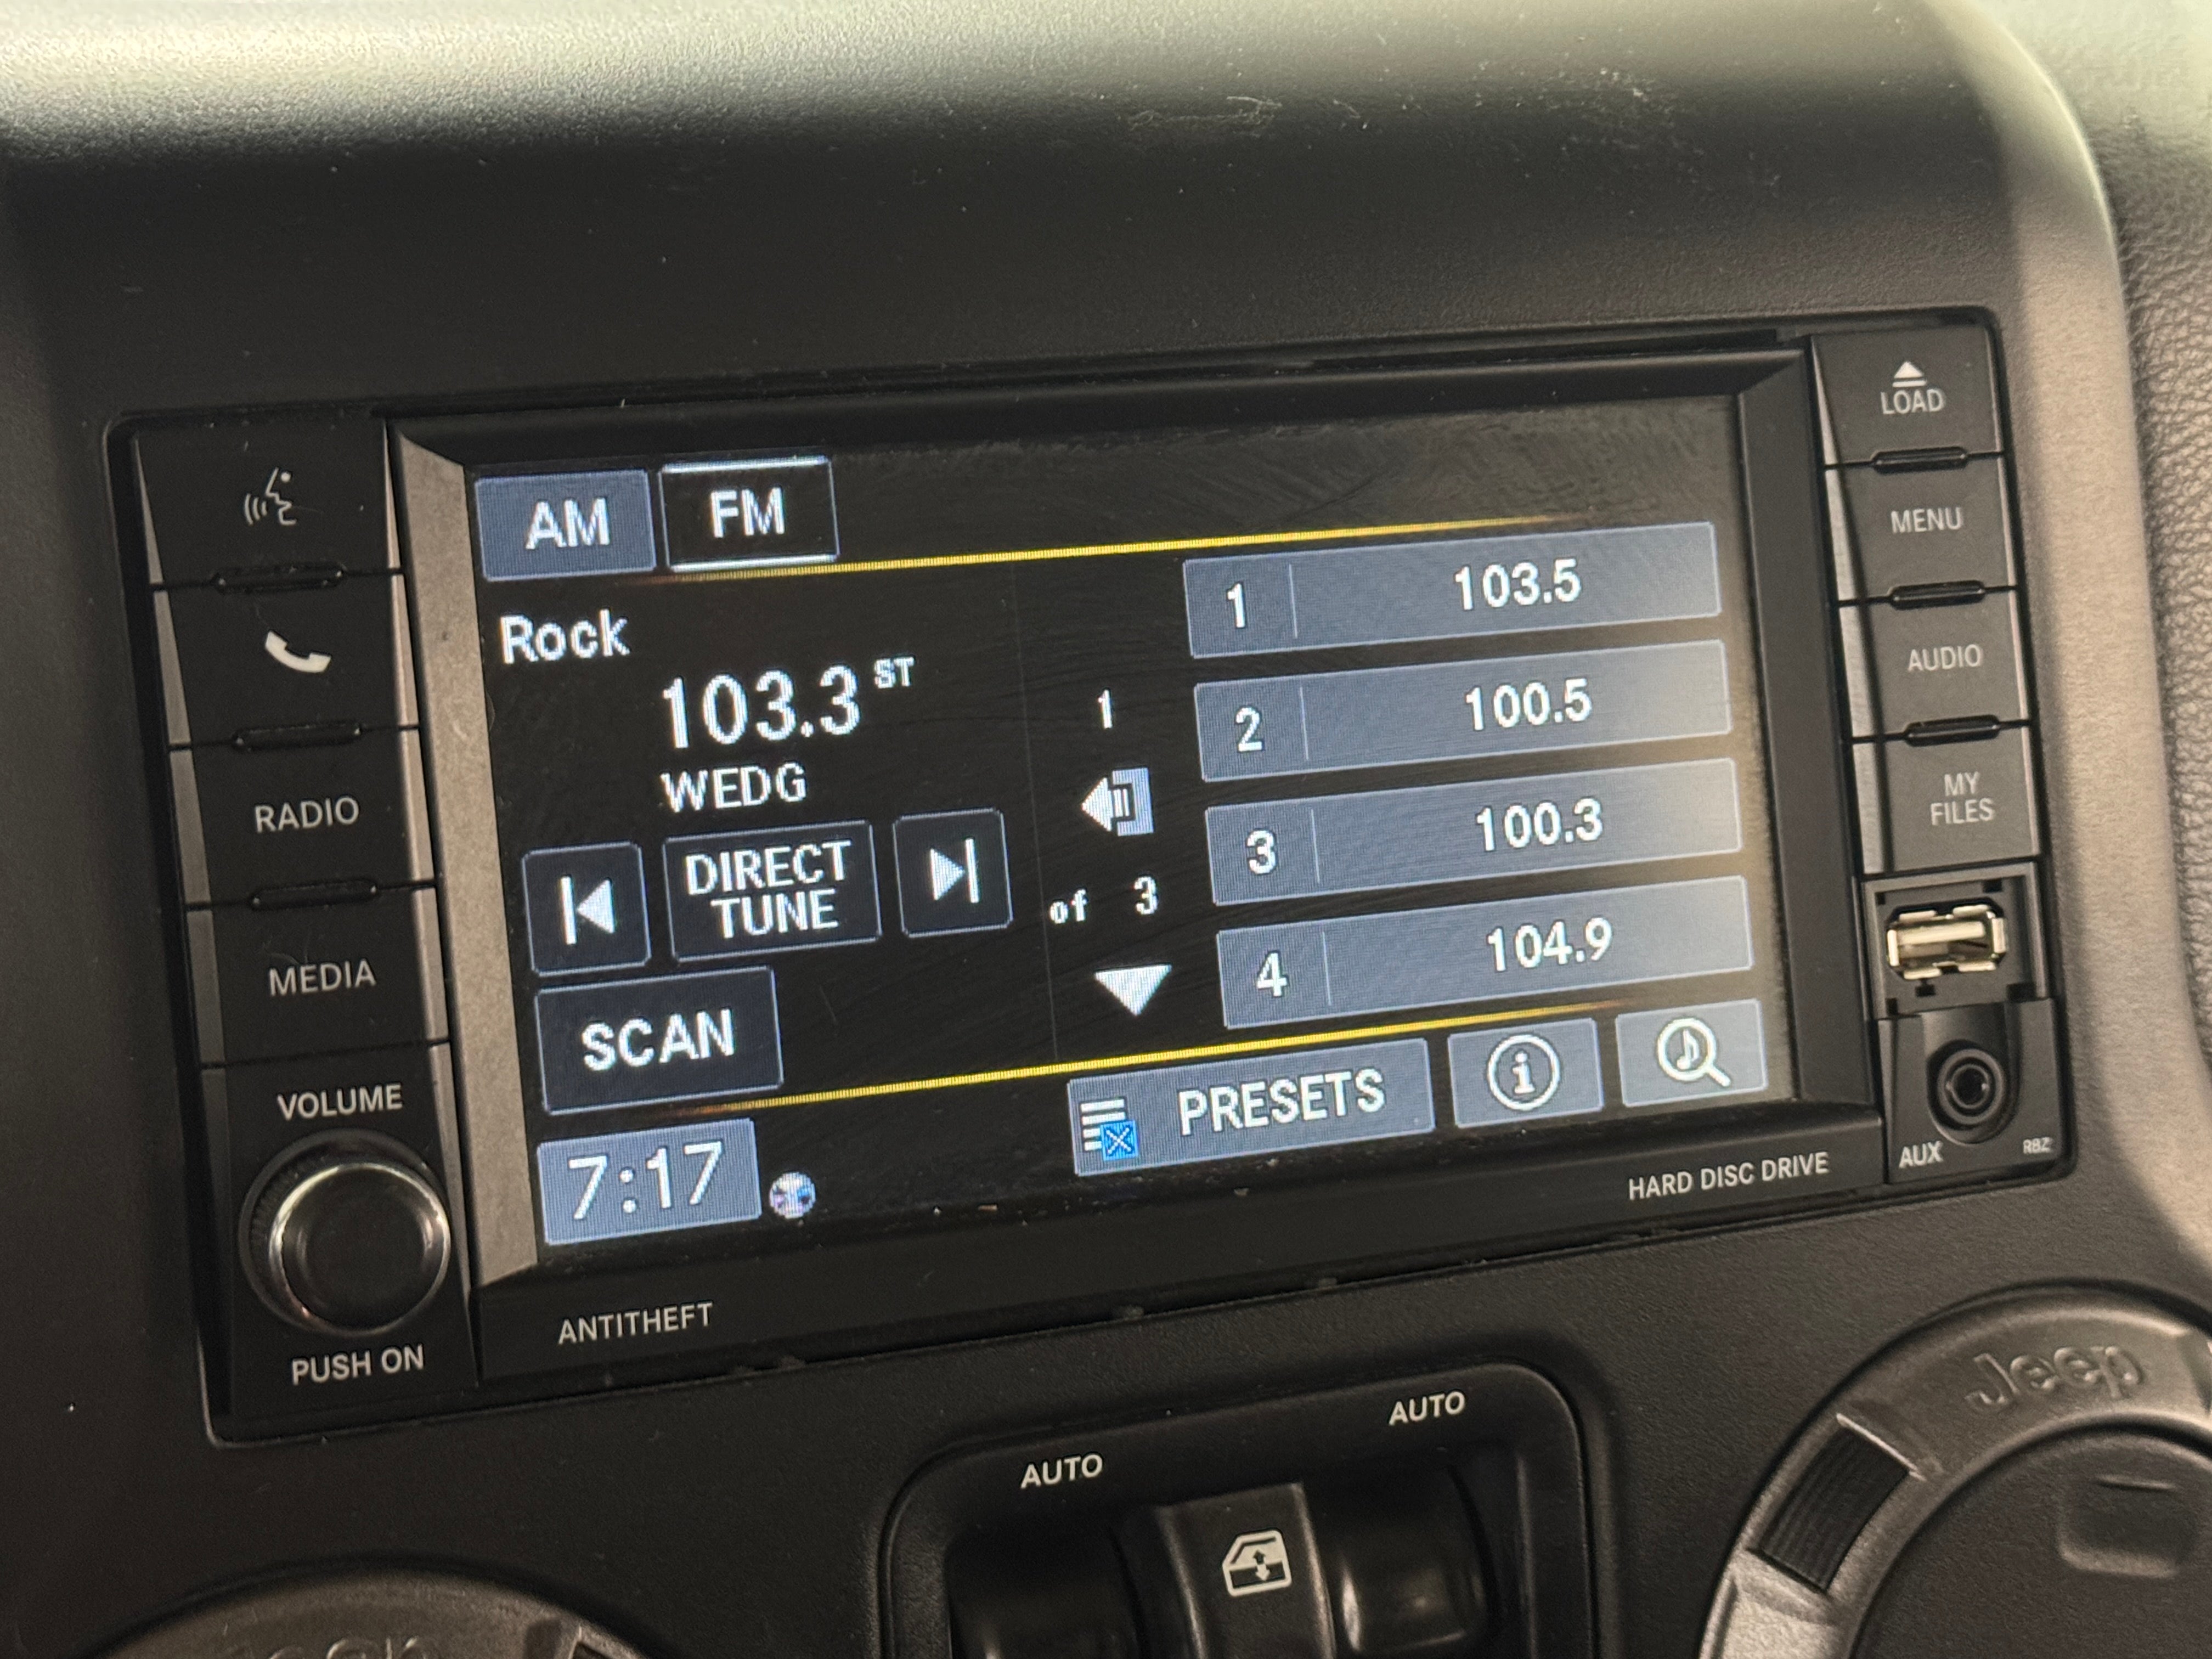 LOAD
MENU
AUDIO
MY
FILES
RADIO
MEDIA
VOLUME
PUSH ON
AM
FM
Rock
103.3 ST
WEDG
DIRECT
TUNE
SCAN
7:17
1
of 3
1 103.5
2 100.5
3 100.3
4 104.9
PRESETS
i
ANTITHEFT
HARD DISC DRIVE
AUX
RBZ
AUTO
AUTO
Jeep